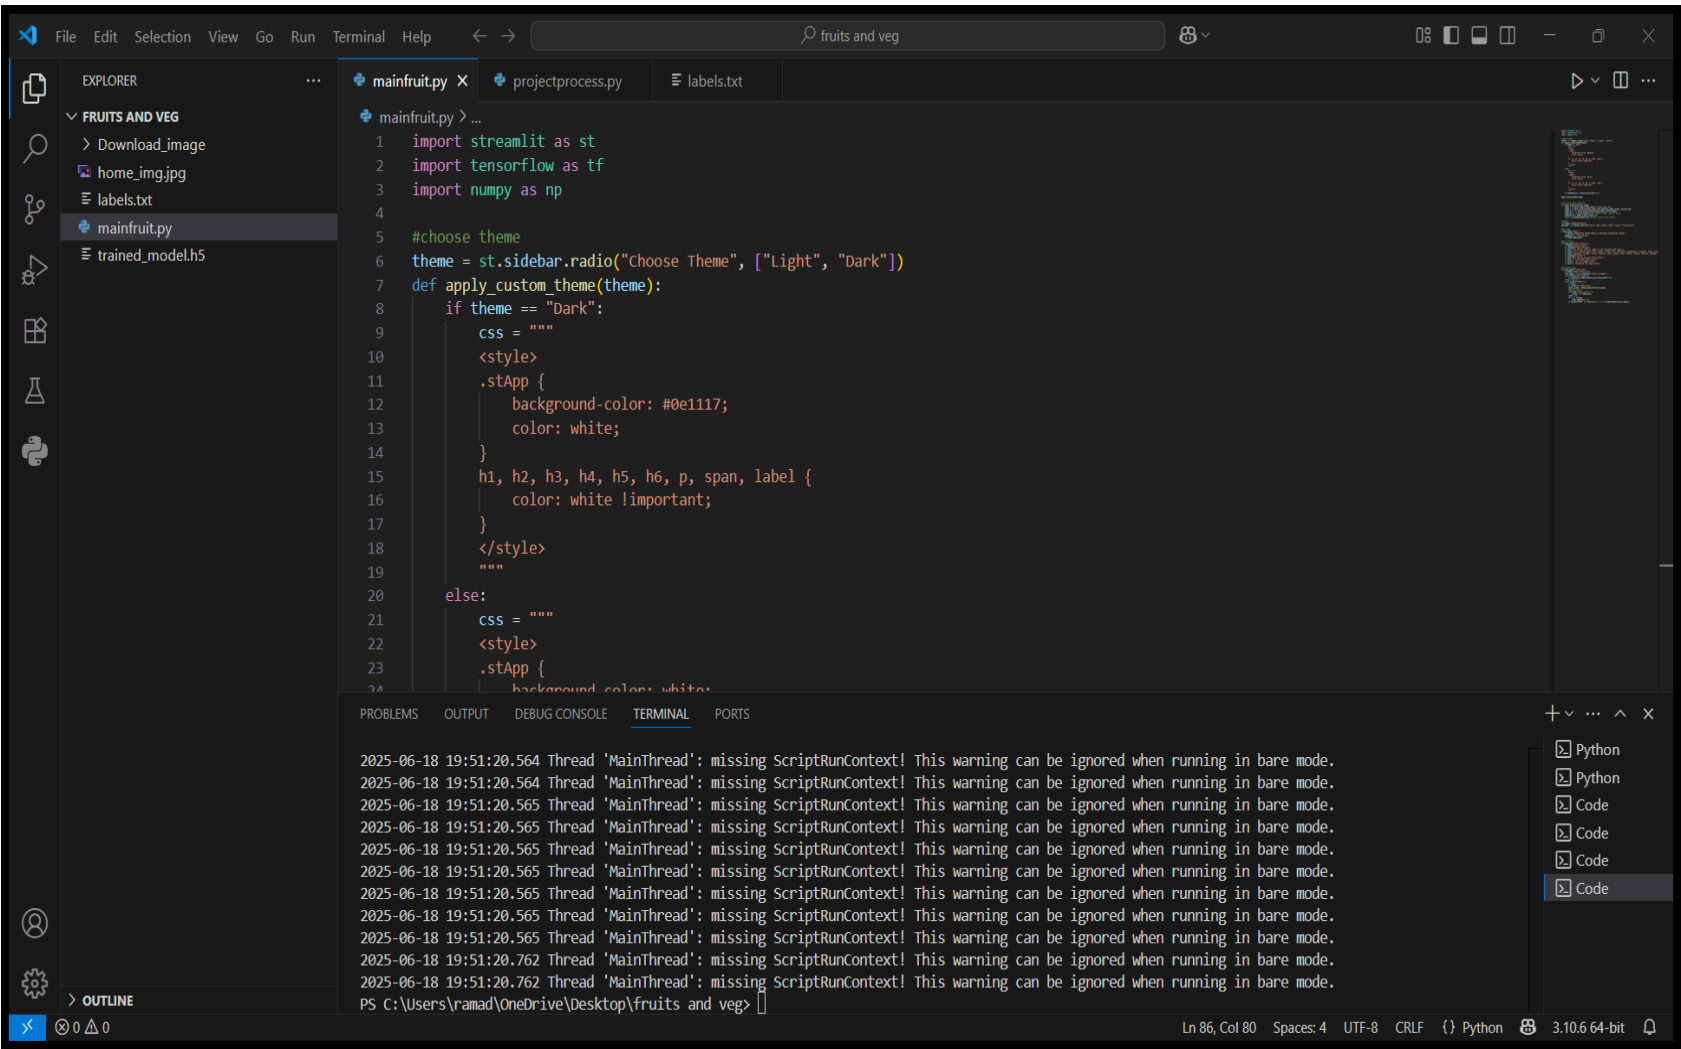 File Edit Selection View Go Run Terminal Help
fruits and veg
EXPLORER
mainfruit.py
projectprocess.py
labels.txt
FRUITS AND VEG
Download_image
home_img.jpg
labels.txt
mainfruit.py
trained_model.h5
mainfruit.py > ...
1 import streamlit as st
2 import tensorflow as tf
3 import numpy as np
4
5 #choose theme
6 theme = st.sidebar.radio("Choose Theme", ["Light", "Dark"])
7 def apply_custom_theme(theme):
8 if theme == "Dark":
9 css = """
10 <style>
11 .stApp {
12 background-color: #0e1117;
13 color: white;
14 }
15 h1, h2, h3, h4, h5, h6, p, span, label {
16 color: white !important;
17 }
18 </style>
19 """
20 else:
21 css = """
22 <style>
23 .stApp {
24 background-color: white;
PROBLEMS OUTPUT DEBUG CONSOLE TERMINAL PORTS
2025-06-18 19:51:20.564 Thread 'MainThread': missing ScriptRunContext! This warning can be ignored when running in bare mode.
2025-06-18 19:51:20.564 Thread 'MainThread': missing ScriptRunContext! This warning can be ignored when running in bare mode.
2025-06-18 19:51:20.565 Thread 'MainThread': missing ScriptRunContext! This warning can be ignored when running in bare mode.
2025-06-18 19:51:20.565 Thread 'MainThread': missing ScriptRunContext! This warning can be ignored when running in bare mode.
2025-06-18 19:51:20.565 Thread 'MainThread': missing ScriptRunContext! This warning can be ignored when running in bare mode.
2025-06-18 19:51:20.565 Thread 'MainThread': missing ScriptRunContext! This warning can be ignored when running in bare mode.
2025-06-18 19:51:20.565 Thread 'MainThread': missing ScriptRunContext! This warning can be ignored when running in bare mode.
2025-06-18 19:51:20.565 Thread 'MainThread': missing ScriptRunContext! This warning can be ignored when running in bare mode.
2025-06-18 19:51:20.565 Thread 'MainThread': missing ScriptRunContext! This warning can be ignored when running in bare mode.
2025-06-18 19:51:20.762 Thread 'MainThread': missing ScriptRunContext! This warning can be ignored when running in bare mode.
2025-06-18 19:51:20.762 Thread 'MainThread': missing ScriptRunContext! This warning can be ignored when running in bare mode.
PS C:\Users\ramad\OneDrive\Desktop\fruits and veg>
Python
Python
Code
Code
Code
Code
OUTLINE
0 0
Ln 86, Col 80 Spaces: 4 UTF-8 CRLF {} Python 3.10.6 64-bit